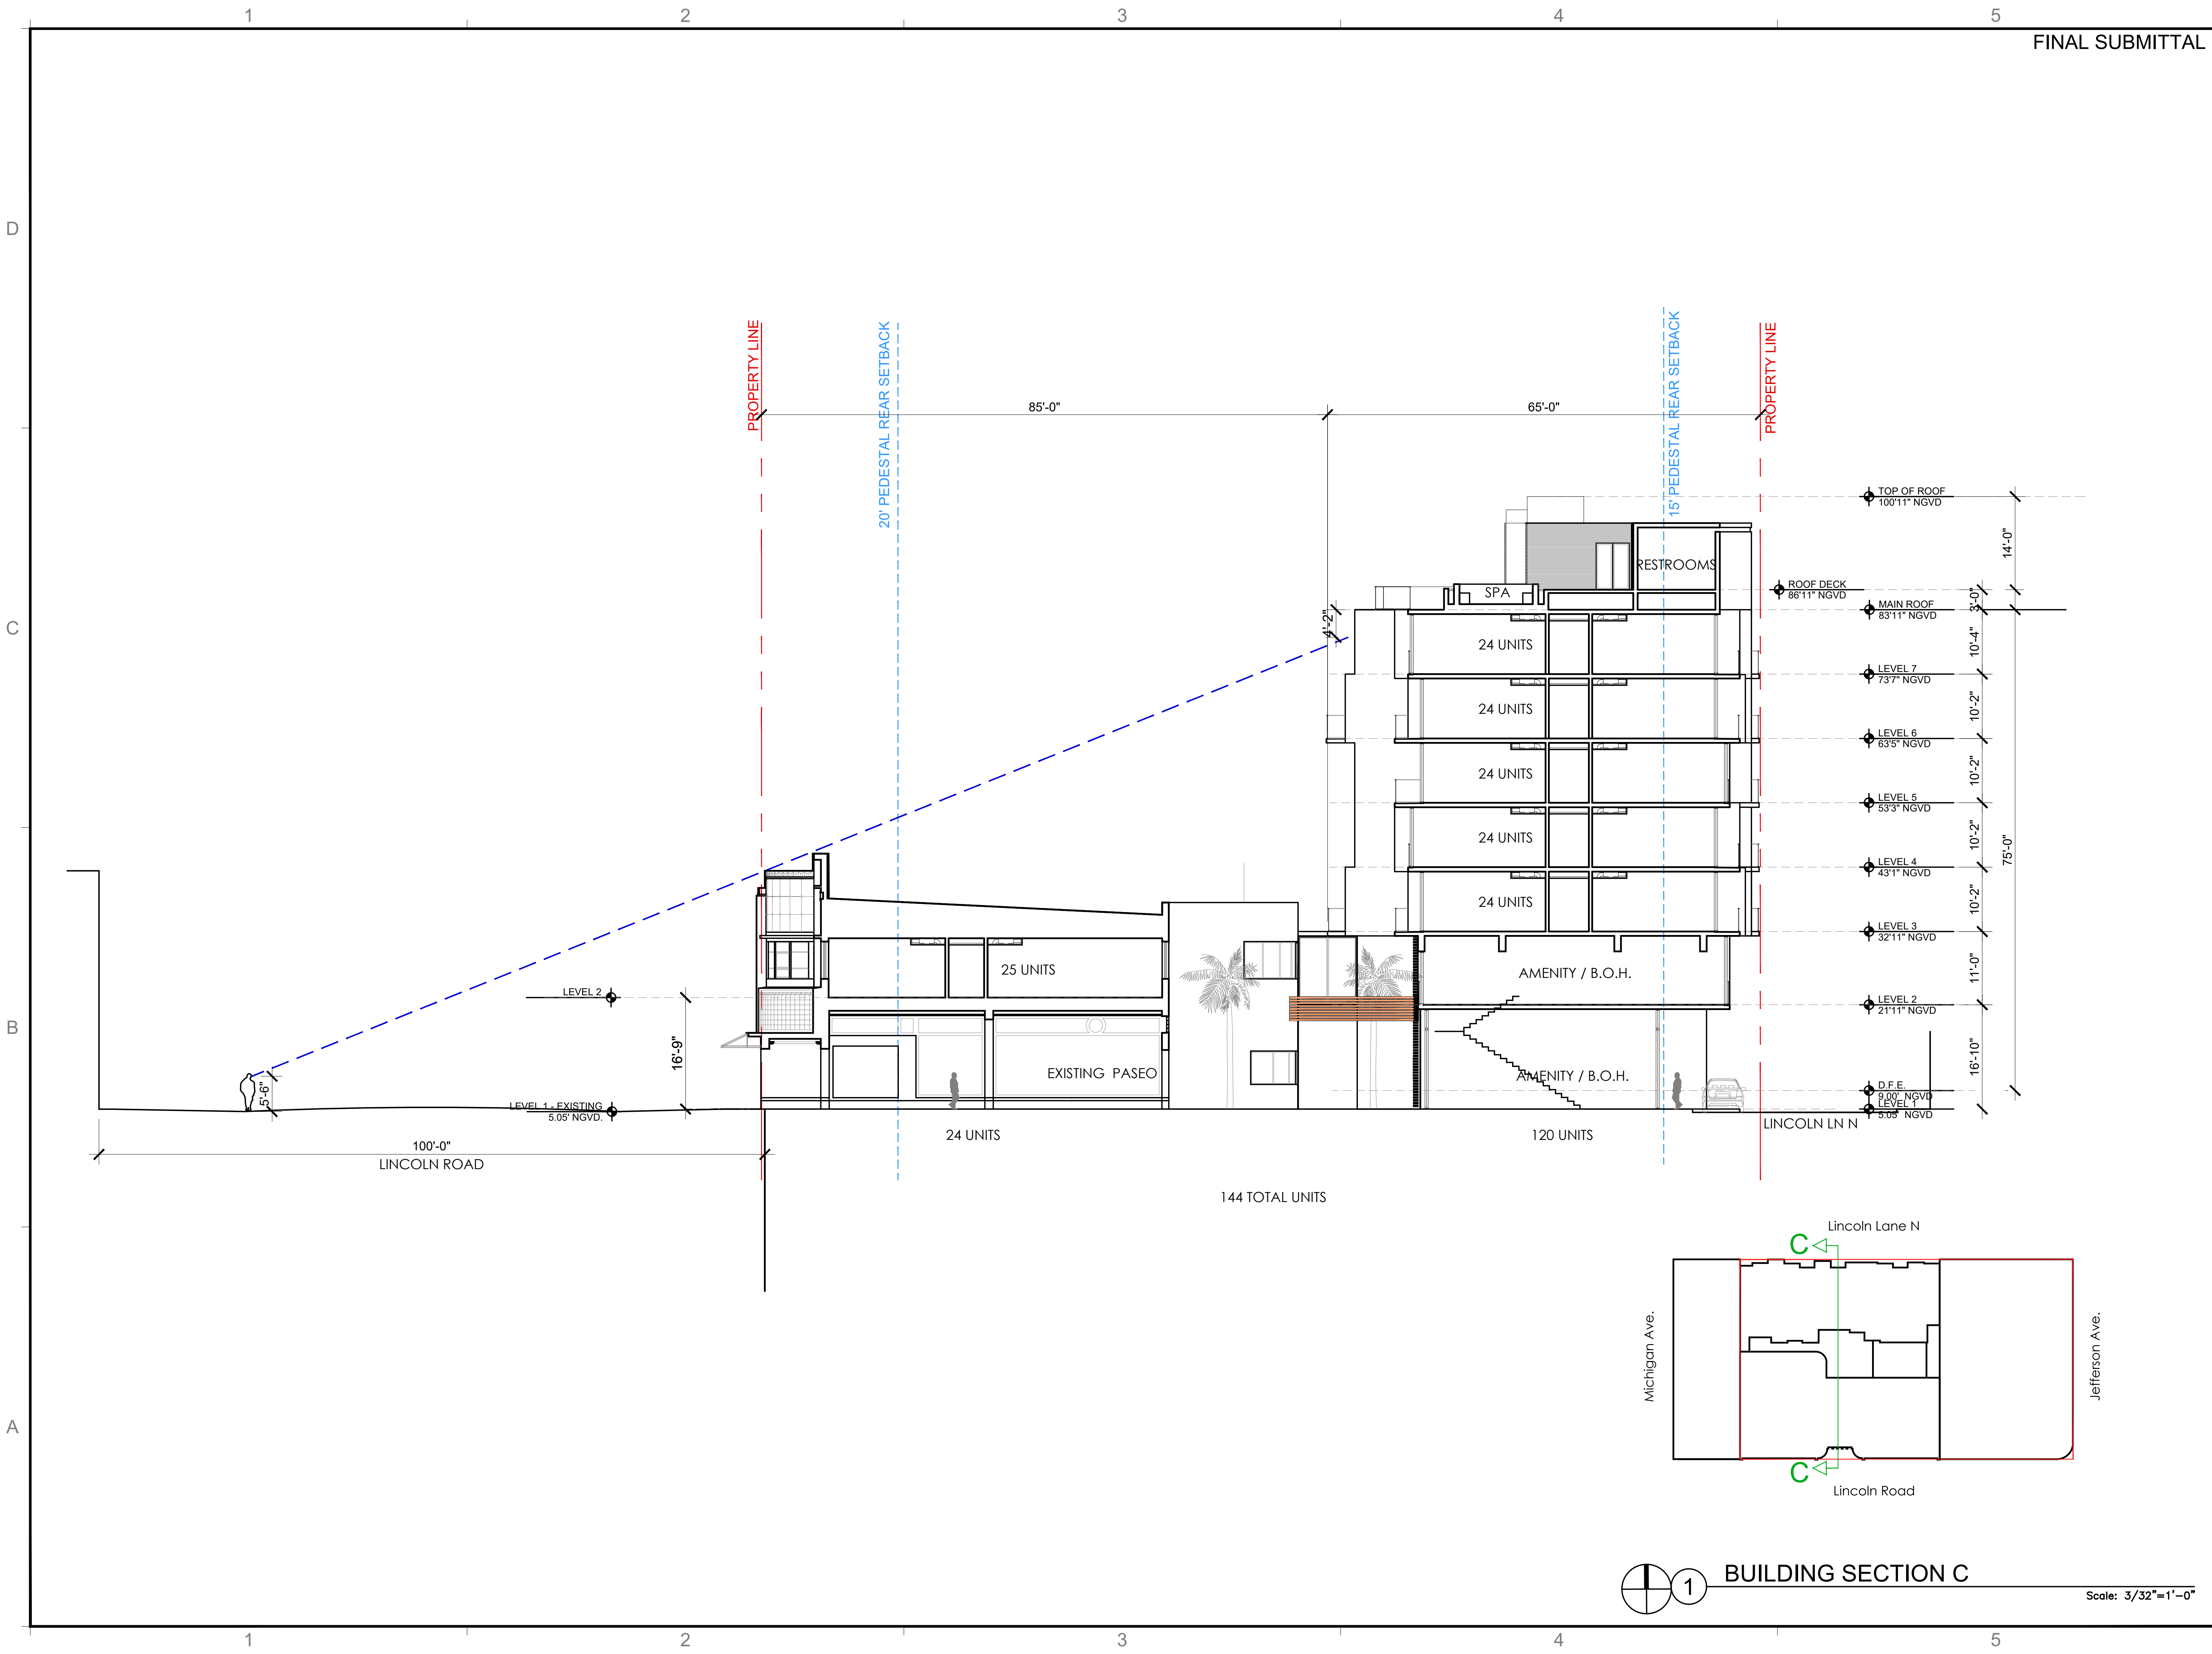 1 2 3 4 5
FINAL SUBMITTAL
D
C
B
A
PROPERTY LINE
20' PEDESTAL REAR SETBACK
15' PEDESTAL REAR SETBACK
PROPERTY LINE
85'-0"
65'-0"
TOP OF ROOF
100'11" NGVD
14'-0"
RESTROOMS
SPA
ROOF DECK
86'11" NGVD
3'-0"
MAIN ROOF
83'11" NGVD
4'-2"
10'-4"
24 UNITS
LEVEL 7
73'7" NGVD
10'-2"
24 UNITS
LEVEL 6
63'5" NGVD
10'-2"
24 UNITS
LEVEL 5
53'3" NGVD
10'-2"
24 UNITS
75'-0"
LEVEL 4
43'1" NGVD
10'-2"
24 UNITS
LEVEL 3
32'11" NGVD
11'-0"
25 UNITS
AMENITY / B.O.H.
LEVEL 2
LEVEL 2
21'11" NGVD
16'-9"
16'-10"
EXISTING PASEO
AMENITY / B.O.H.
5'-6"
D.F.E.
9.00' NGVD
LEVEL 1 - EXISTING
5.05' NGVD.
LEVEL 1
5.05' NGVD
LINCOLN LN N
24 UNITS
120 UNITS
100'-0"
LINCOLN ROAD
144 TOTAL UNITS
Lincoln Lane N
C
Michigan Ave.
Jefferson Ave.
C
Lincoln Road
1
BUILDING SECTION C
Scale: 3/32"=1'-0"
1 2 3 4 5